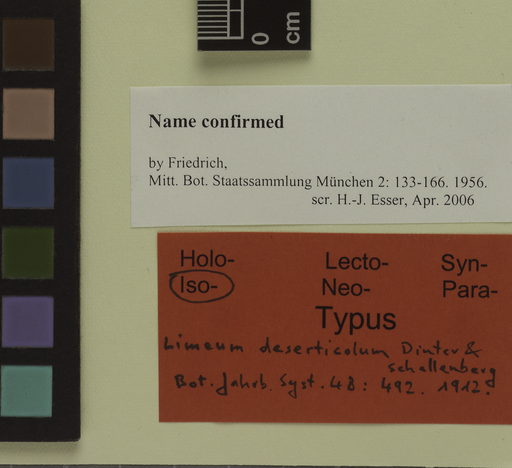 0 cm
Name confirmed
by Friedrich,
Mitt. Bot. Staatssammlung München 2: 133-166. 1956.
scr. H.-J. Esser, Apr. 2006
Holo- Lecto- Syn-
Iso- Neo- Para-
Typus
Limeum deserticolum Dinter &
Schellenberg
Bot. Jahrb. Syst. 48: 492. 1912.